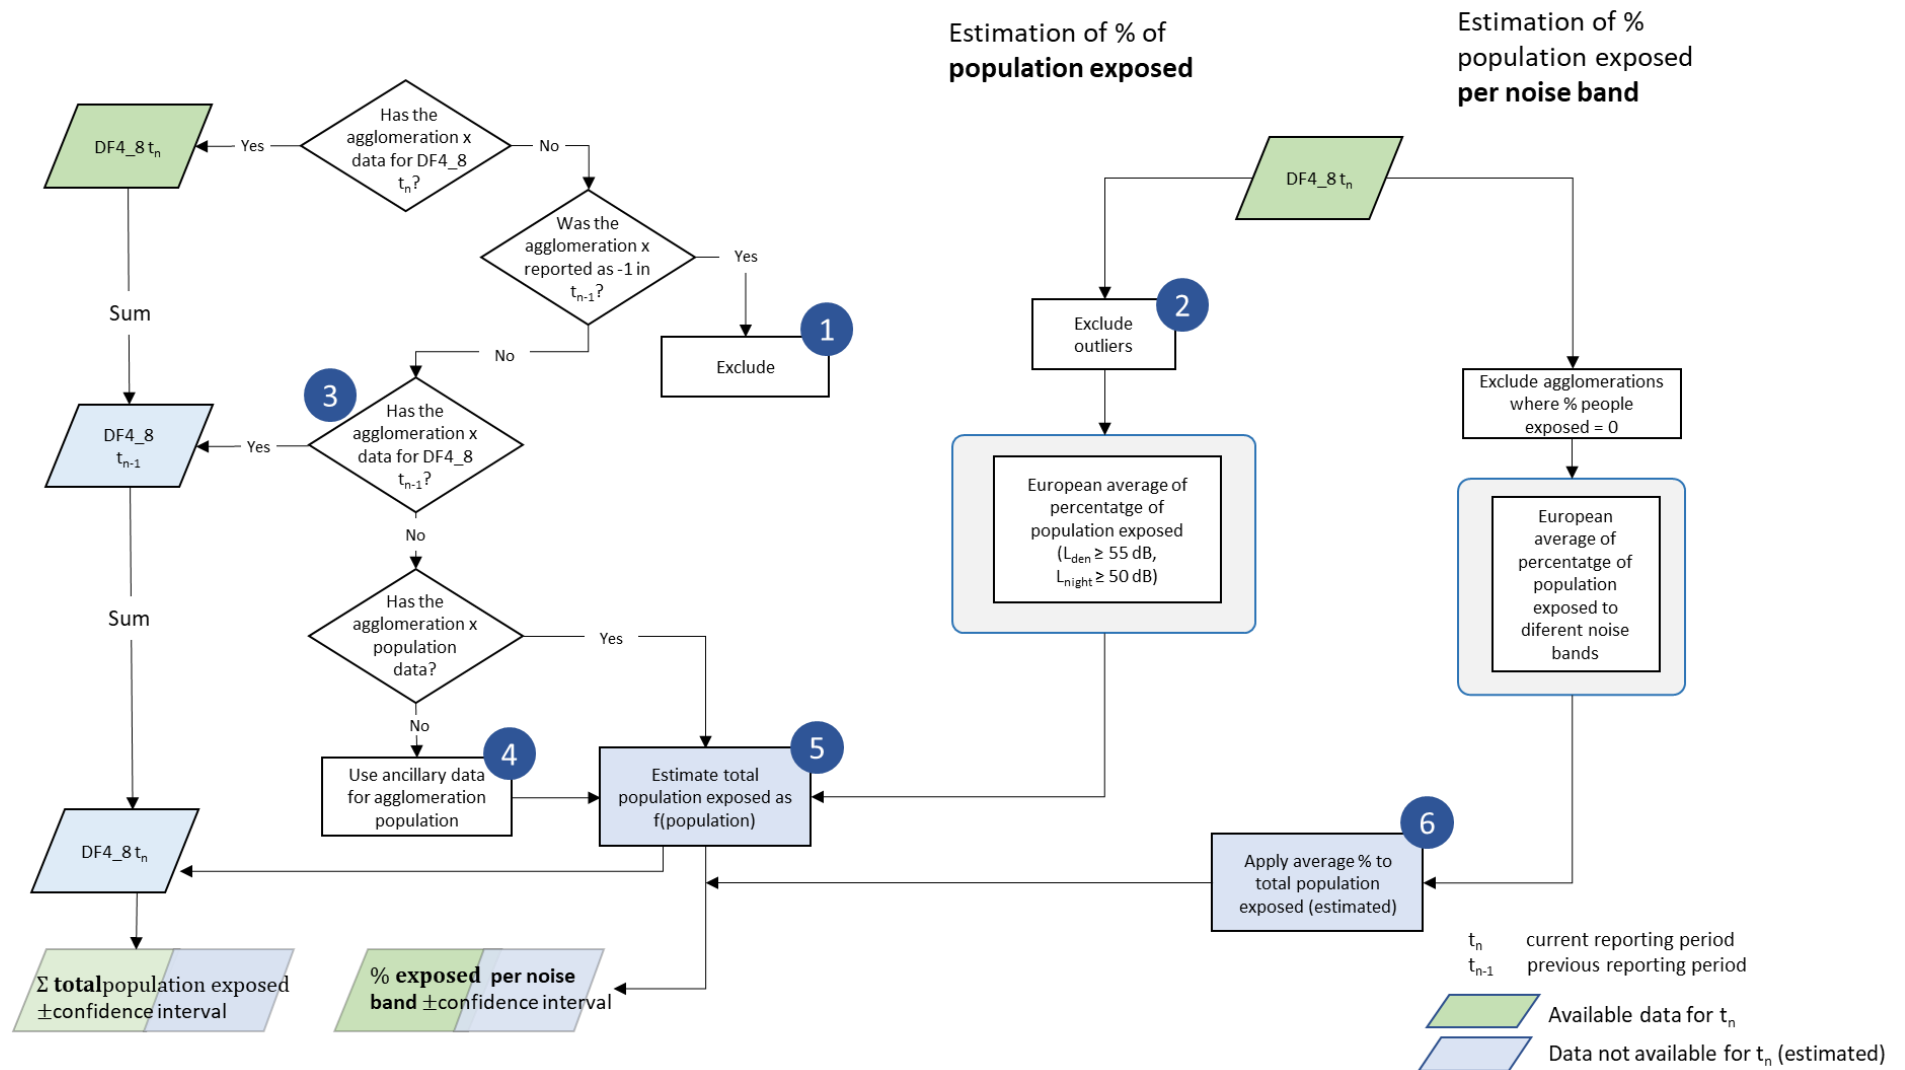 Estimation of % of
population exposed
Estimation of %
population exposed
per noise band
DF4_8 tn
Yes
Has the
agglomeration x
data for DF4_8
tn?
No
Was the
agglomeration x
reported as -1 in
tn-1?
Yes
1
Exclude
No
Sum
3
Has the
agglomeration x
data for DF4_8
tn-1?
Yes
DF4_8
tn-1
No
Sum
Has the
agglomeration x
population
data?
Yes
No
4
Use ancillary data
for agglomeration
population
5
Estimate total
population exposed as
f(population)
DF4_8 tn
Σ totalpopulation exposed
±confidence interval
% exposed per noise
band ±confidence interval
DF4_8 tn
2
Exclude
outliers
European average of
percentatge of
population exposed
(Lden ≥ 55 dB,
Lnight ≥ 50 dB)
Exclude agglomerations
where % people
exposed = 0
European
average of
percentatge of
population
exposed to
diferent noise
bands
6
Apply average % to
total population
exposed (estimated)
tn current reporting period
tn-1 previous reporting period
Available data for tn
Data not available for tn (estimated)